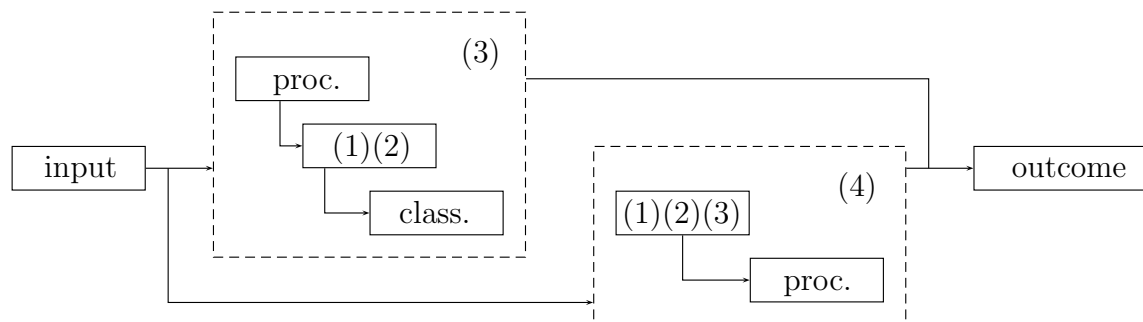 (3)
proc.
(1)(2)
input
outcome
(4)
class.
(1)(2)(3)
proc.